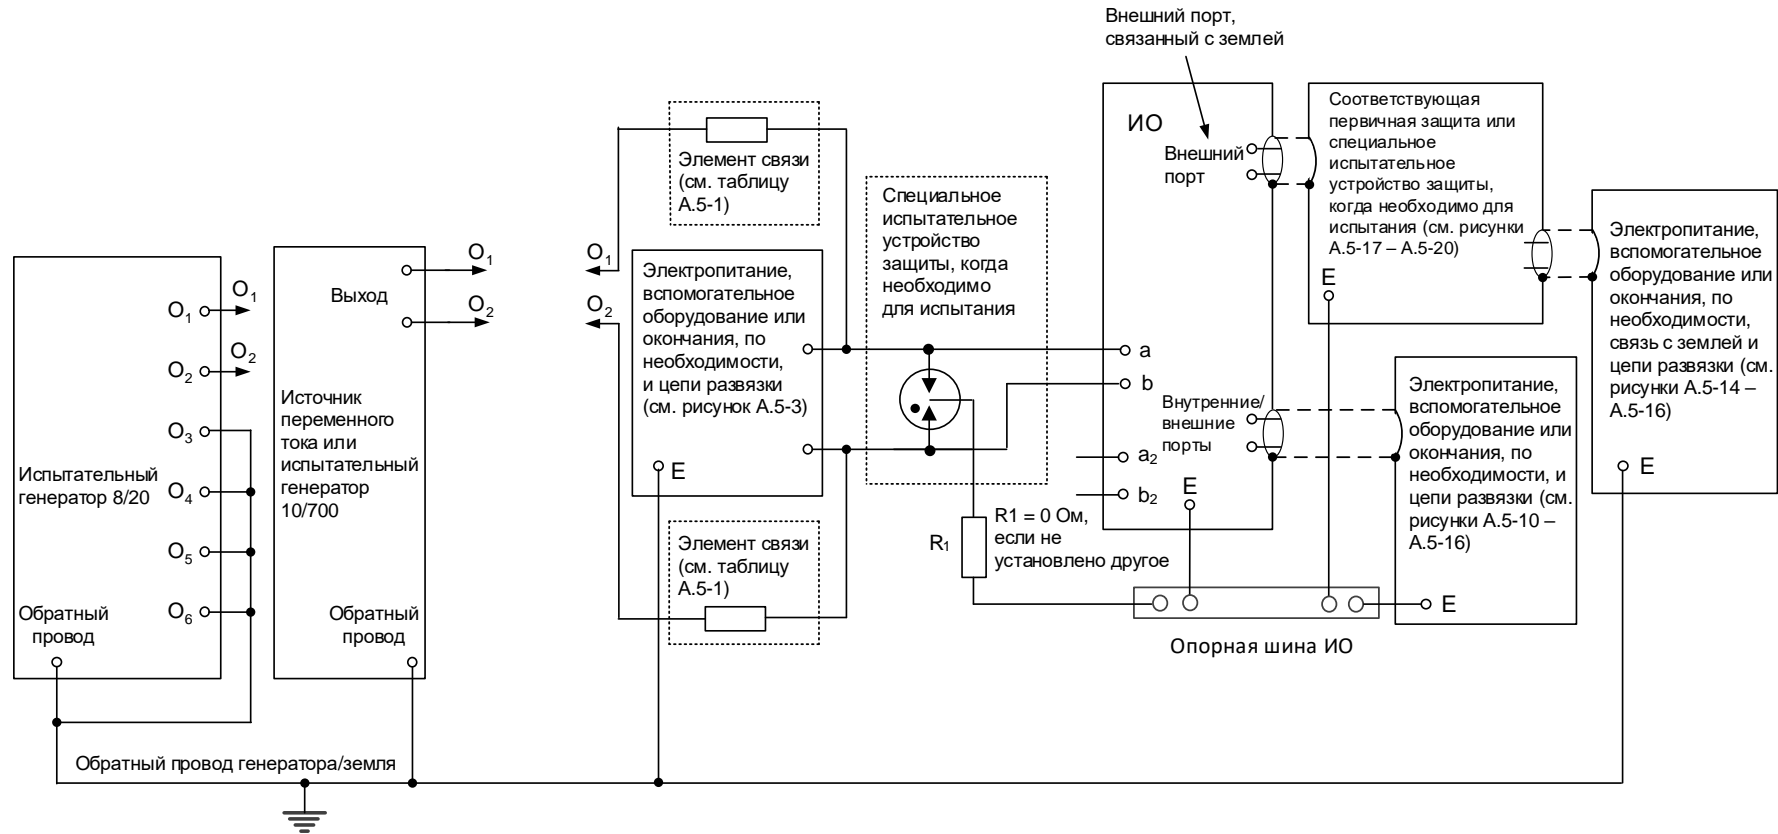 Внешний порт,
связанный с землей
ИО
Внешний
порт
Соответствующая
первичная защита или
специальное
испытательное
устройство защиты,
когда необходимо для
испытания (см. рисунки
А.5-17 – А.5-20)
E
Электропитание,
вспомогательное
оборудование или
окончания, по
необходимости,
связь с землей и
цепи развязки (см.
рисунки А.5-14 –
А.5-16)
E
Элемент связи
(см. таблицу
А.5-1)
Специальное
испытательное
устройство
защиты, когда
необходимо
для испытания
O1
O2
O3
O4
O5
O6
O1
O2
Испытательный
генератор 8/20
Обратный
провод
Выход
O1
O2
Источник
переменного
тока или
испытательный
генератор
10/700
Обратный
провод
O1
O2
Электропитание,
вспомогательное
оборудование или
окончания, по
необходимости,
и цепи развязки
(см. рисунок А.5-3)
E
a
b
Внутренние/
внешние
порты
a2
b2
E
Электропитание,
вспомогательное
оборудование или
окончания, по
необходимости, и
цепи развязки (см.
рисунки А.5-10 –
А.5-16)
E
Элемент связи
(см. таблицу
А.5-1)
R1
R1 = 0 Ом,
если не
установлено другое
Опорная шина ИО
Обратный провод генератора/земля